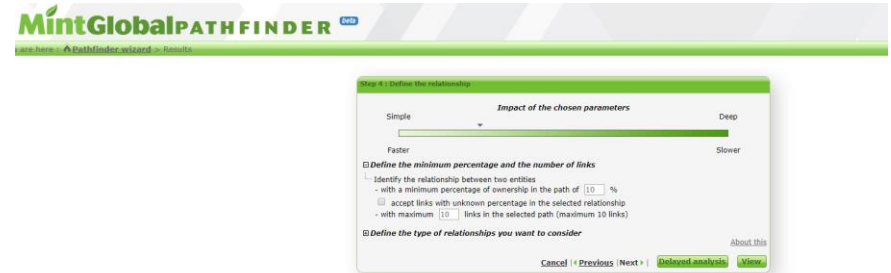 MintGlobalPATHFINDER beta
are here : Pathfinder wizard > Results
Step 4 : Define the relationship
Impact of the chosen parameters
Simple Deep
Faster Slower
Define the minimum percentage and the number of links
Identify the relationship between two entities
- with a minimum percentage of ownership in the path of 10 %
accept links with unknown percentage in the selected relationship
- with maximum 10 links in the selected path (maximum 10 links)
Define the type of relationships you want to consider
About this
Cancel | Previous | Next | Delayed analysis View